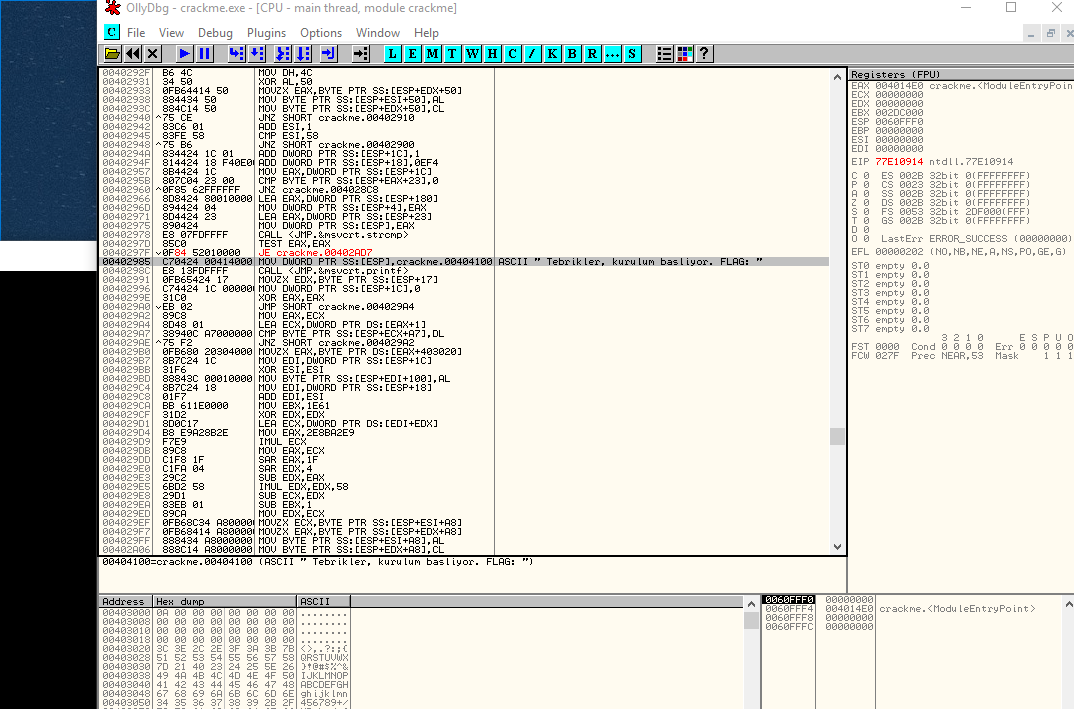 OllyDbg - crackme.exe - [CPU - main thread, module crackme]
C File View Debug Plugins Options Window Help
L E M T W H C / K B R ... S ?
0040292F B6 4C MOV DH,4C
00402931 34 50 XOR AL,50
00402933 0FB64414 50 MOVZX EAX,BYTE PTR SS:[ESP+EDX+50]
00402938 884434 50 MOV BYTE PTR SS:[ESP+ESI+50],AL
0040293C 884C14 50 MOV BYTE PTR SS:[ESP+EDX+50],CL
00402940 ^75 CE JNZ SHORT crackme.00402910
00402942 83C6 01 ADD ESI,1
00402945 83FE 58 CMP ESI,58
00402948 ^75 B6 JNZ SHORT crackme.00402900
0040294A 834424 1C 01 ADD DWORD PTR SS:[ESP+1C],1
0040294F 814424 18 F40E0 ADD DWORD PTR SS:[ESP+18],0EF4
00402957 8B4424 1C MOV EAX,DWORD PTR SS:[ESP+1C]
0040295B 807C04 23 00 CMP BYTE PTR SS:[ESP+EAX+23],0
00402960 ^0F85 62FFFFFF JNZ crackme.004028C8
00402966 8D8424 80010000 LEA EAX,DWORD PTR SS:[ESP+180]
0040296D 894424 04 MOV DWORD PTR SS:[ESP+4],EAX
00402971 8D4424 23 LEA EAX,DWORD PTR SS:[ESP+23]
00402975 890424 MOV DWORD PTR SS:[ESP],EAX
00402978 E8 07FDFFFF CALL <JMP.&msvcrt.strcmp>
0040297D 85C0 TEST EAX,EAX
0040297F 0F84 52010000 JE crackme.00402AD7
00402985 C70424 00414000 MOV DWORD PTR SS:[ESP],crackme.00404100 ASCII " Tebrikler, kurulum basliyor. FLAG: "
0040298C E8 13FDFFFF CALL <JMP.&msvcrt.printf>
00402991 0FB65424 17 MOVZX EDX,BYTE PTR SS:[ESP+17]
00402996 C74424 1C 000000 MOV DWORD PTR SS:[ESP+1C],0
0040299E 31C0 XOR EAX,EAX
004029A0 EB 02 JMP SHORT crackme.004029A4
004029A2 89C8 MOV EAX,ECX
004029A4 8D48 01 LEA ECX,DWORD PTR DS:[EAX+1]
004029A7 38940C A7000000 CMP BYTE PTR SS:[ESP+ECX+A7],DL
004029AE ^75 F2 JNZ SHORT crackme.004029A2
004029B0 0FB680 20304000 MOVZX EAX,BYTE PTR DS:[EAX+403020]
004029B7 8B7C24 1C MOV EDI,DWORD PTR SS:[ESP+1C]
004029BB 31F6 XOR ESI,ESI
004029BD 88843C 00010000 MOV BYTE PTR SS:[ESP+EDI+100],AL
004029C4 8B7C24 18 MOV EDI,DWORD PTR SS:[ESP+18]
004029C8 01F7 ADD EDI,ESI
004029CA BB 611E0000 MOV EBX,1E61
004029CF 31D2 XOR EDX,EDX
004029D1 8D0C17 LEA ECX,DWORD PTR DS:[EDI+EDX]
004029D4 B8 E9A28B2E MOV EAX,2E8BA2E9
004029D9 F7E9 IMUL ECX
004029DB 89C8 MOV EAX,ECX
004029DD C1F8 1F SAR EAX,1F
004029E0 C1FA 04 SAR EDX,4
004029E3 29C2 SUB EDX,EAX
004029E5 6BD2 58 IMUL EDX,EDX,58
004029E8 29D1 SUB ECX,EDX
004029EA 83EB 01 SUB EBX,1
004029ED 89CA MOV EDX,ECX
004029EF 0FB68C34 A80000 MOVZX ECX,BYTE PTR SS:[ESP+ESI+A8]
004029F7 0FB68414 A80000 MOVZX EAX,BYTE PTR SS:[ESP+EDX+A8]
004029FF 888434 A8000000 MOV BYTE PTR SS:[ESP+ESI+A8],AL
00402A06 888C14 A8000000 MOV BYTE PTR SS:[ESP+EDX+A8],CL
00404100=crackme.00404100 (ASCII " Tebrikler, kurulum basliyor. FLAG: ")
Registers (FPU)
EAX 004014E0 crackme.<ModuleEntryPoin
ECX 00000000
EDX 00000000
EBX 002DC000
ESP 0060FFF0
EBP 00000000
ESI 00000000
EDI 00000000
EIP 77E10914 ntdll.77E10914
C 0 ES 002B 32bit 0(FFFFFFFF)
P 0 CS 0023 32bit 0(FFFFFFFF)
A 0 SS 002B 32bit 0(FFFFFFFF)
Z 0 DS 002B 32bit 0(FFFFFFFF)
S 0 FS 0053 32bit 2DF000(FFF)
T 0 GS 002B 32bit 0(FFFFFFFF)
D 0
O 0 LastErr ERROR_SUCCESS (00000000)
EFL 00000202 (NO,NB,NE,A,NS,PO,GE,G)
ST0 empty 0.0
ST1 empty 0.0
ST2 empty 0.0
ST3 empty 0.0
ST4 empty 0.0
ST5 empty 0.0
ST6 empty 0.0
ST7 empty 0.0
3 2 1 0 E S P U O
FST 0000 Cond 0 0 0 0 Err 0 0 0 0 0
FCW 027F Prec NEAR,53 Mask 1 1 1
Address Hex dump ASCII
00403000 0A 00 00 00 00 00 00 00 ........
00403008 00 00 00 00 00 00 00 00 ........
00403010 00 00 00 00 00 00 00 00 ........
00403018 00 00 00 00 00 00 00 00 ........
00403020 3C 3E 2C 2E 3F 3A 3B 7B <>,.?:;{
00403028 51 52 53 54 55 56 57 58 QRSTUVWX
00403030 7D 21 40 23 24 25 5E 26 }!@#$%^&
00403038 49 4A 4B 4C 4D 4E 4F 50 IJKLMNOP
00403040 41 42 43 44 45 46 47 48 ABCDEFGH
00403048 67 68 69 6A 6B 6C 6D 6E ghijklmn
00403050 34 35 36 37 38 39 2B 2F 456789+/
0060FFF0 00000000
0060FFF4 004014E0 crackme.<ModuleEntryPoint>
0060FFF8 00000000
0060FFFC 00000000